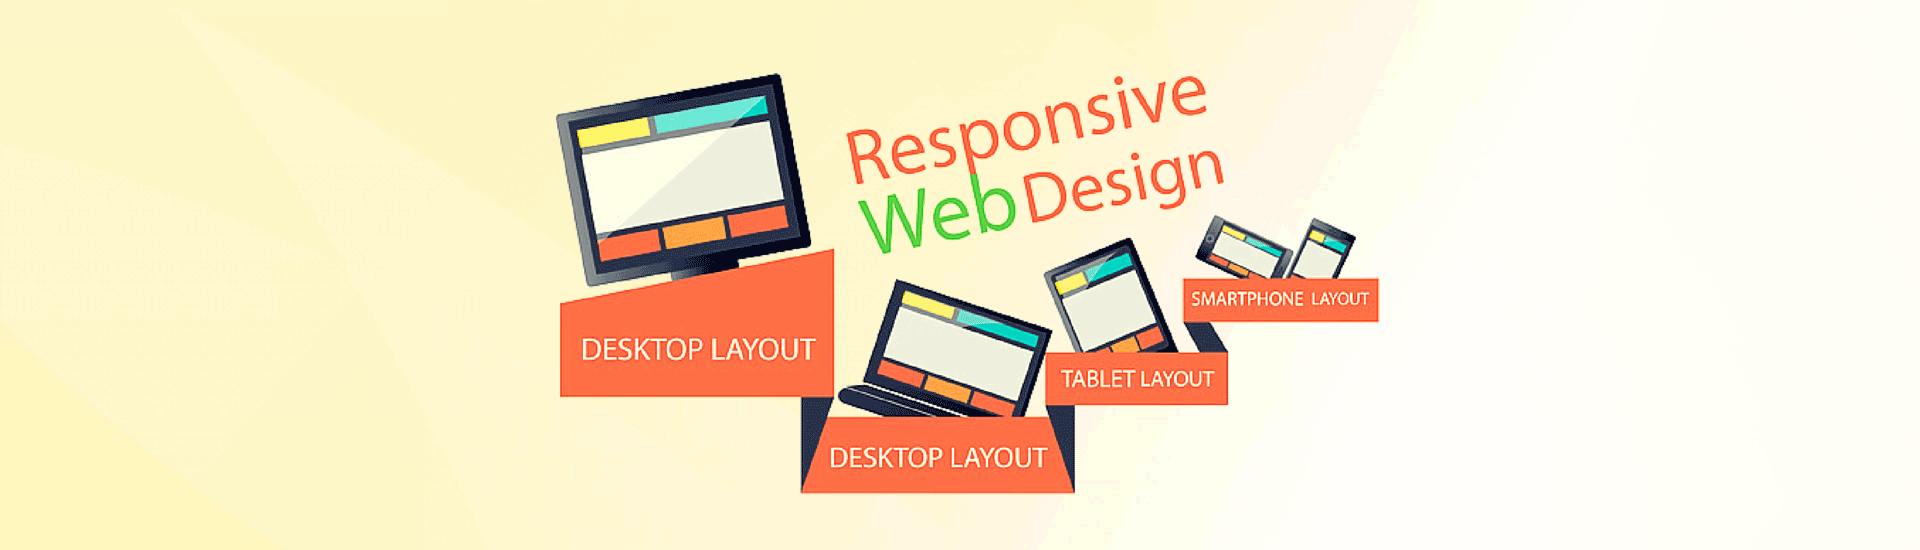 Responsive
Web Design
DESKTOP LAYOUT
DESKTOP LAYOUT
TABLET LAYOUT
SMARTPHONE LAYOUT